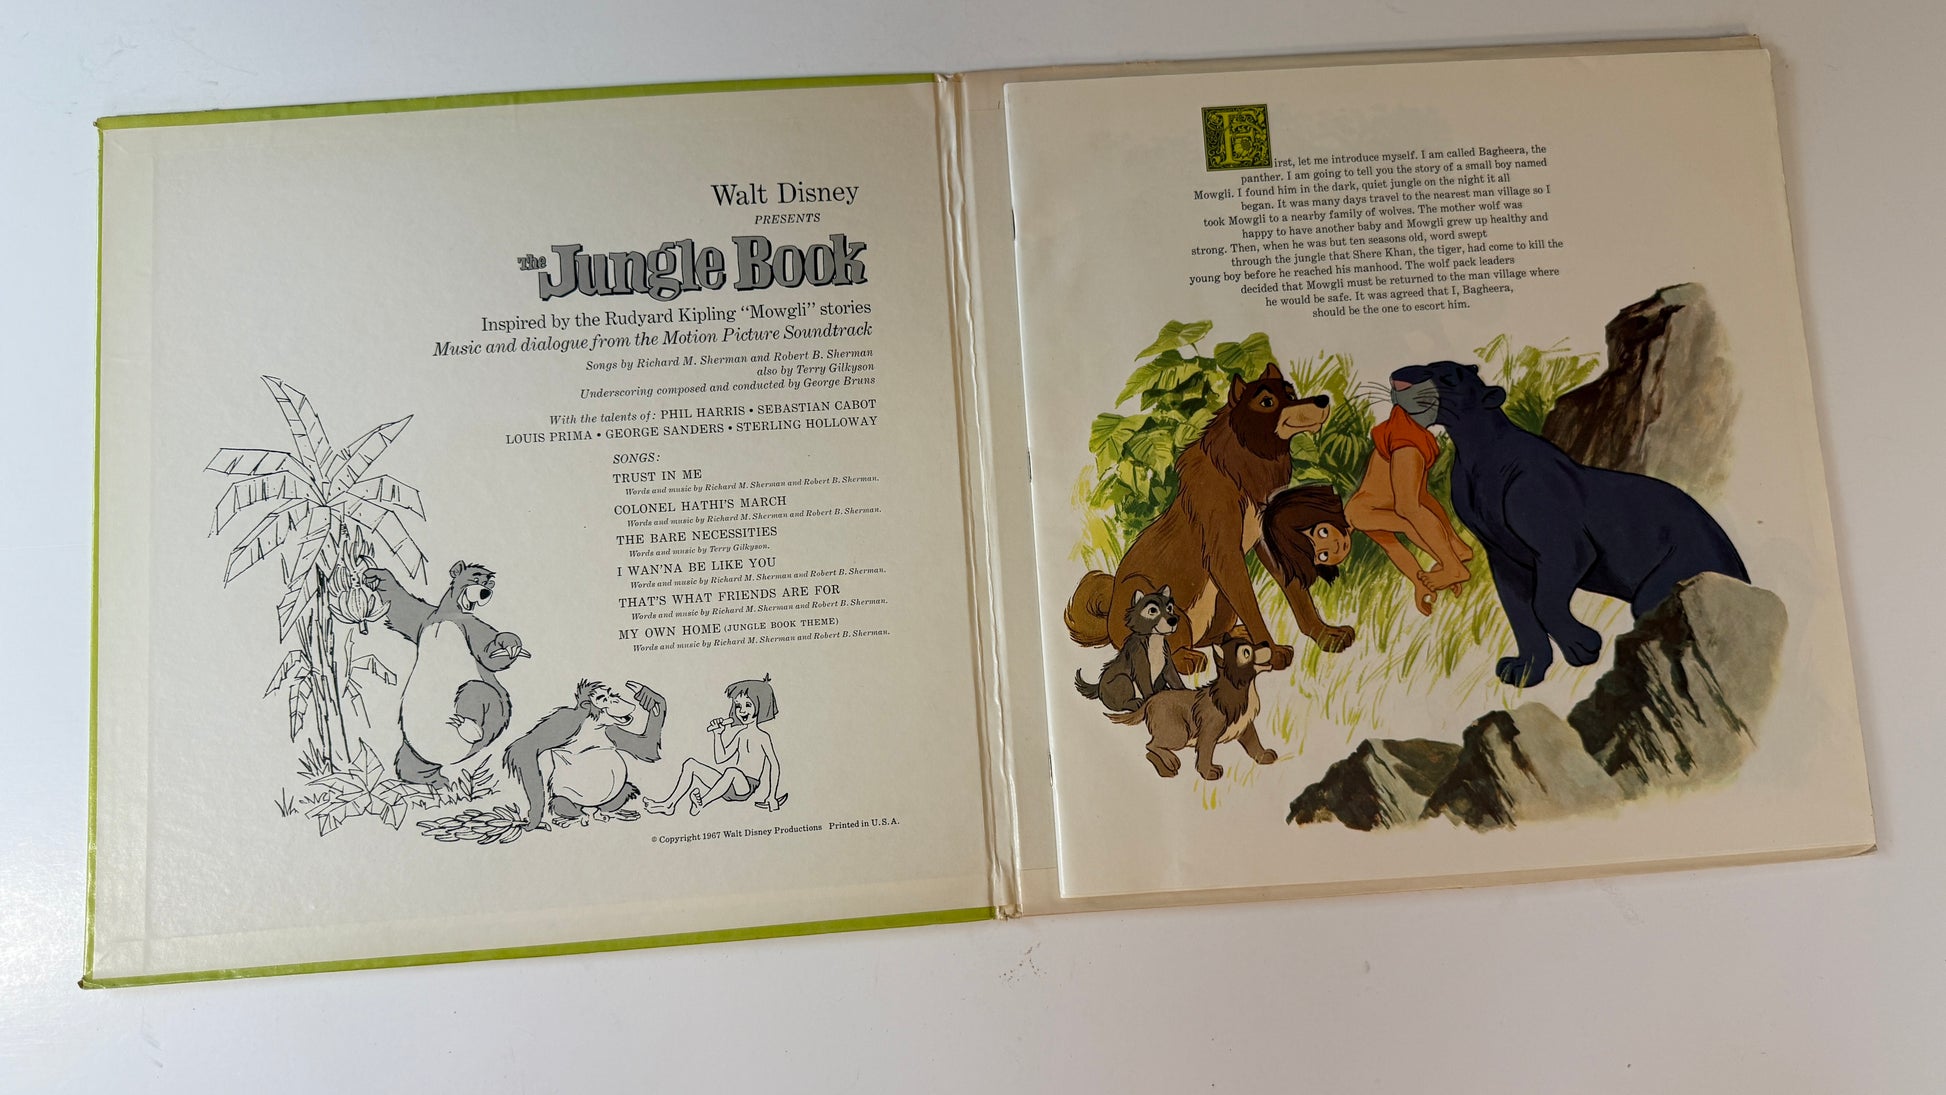 Walt Disney
PRESENTS
The Jungle Book
Inspired by the Rudyard Kipling “Mowgli” stories
Music and dialogue from the Motion Picture Soundtrack
Songs by Richard M. Sherman and Robert B. Sherman
also by Terry Gilkyson
Underscoring composed and conducted by George Bruns
With the talents of: PHIL HARRIS • SEBASTIAN CABOT
LOUIS PRIMA • GEORGE SANDERS • STERLING HOLLOWAY
SONGS:
TRUST IN ME
Words and music by Richard M. Sherman and Robert B. Sherman.
COLONEL HATHI'S MARCH
Words and music by Richard M. Sherman and Robert B. Sherman.
THE BARE NECESSITIES
Words and music by Terry Gilkyson.
I WAN'NA BE LIKE YOU
Words and music by Richard M. Sherman and Robert B. Sherman.
THAT'S WHAT FRIENDS ARE FOR
Words and music by Richard M. Sherman and Robert B. Sherman.
MY OWN HOME (JUNGLE BOOK THEME)
Words and music by Richard M. Sherman and Robert B. Sherman.
© Copyright 1967 Walt Disney Productions Printed in U.S.A.
First, let me introduce myself. I am called Bagheera, the
panther. I am going to tell you the story of a small boy named
Mowgli. I found him in the dark, quiet jungle on the night it all
began. It was many days travel to the nearest man village so I
took Mowgli to a nearby family of wolves. The mother wolf was
happy to have another baby and Mowgli grew up healthy and
strong. Then, when he was but ten seasons old, word swept
through the jungle that Shere Khan, the tiger, had come to kill the
young boy before he reached his manhood. The wolf pack leaders
decided that Mowgli must be returned to the man village where
he would be safe. It was agreed that I, Bagheera,
should be the one to escort him.